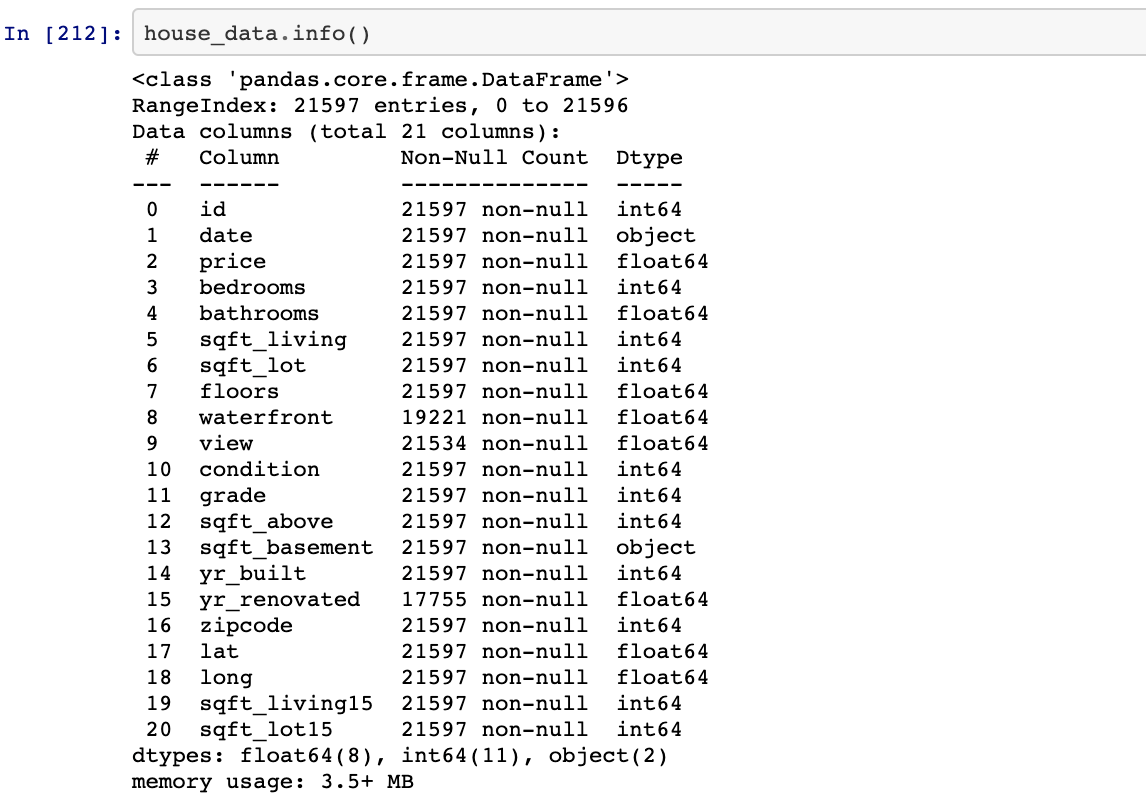 In [212]: house_data.info()
<class 'pandas.core.frame.DataFrame'>
RangeIndex: 21597 entries, 0 to 21596
Data columns (total 21 columns):
 #   Column         Non-Null Count  Dtype
---  ------         --------------  -----
 0   id             21597 non-null  int64
 1   date           21597 non-null  object
 2   price          21597 non-null  float64
 3   bedrooms       21597 non-null  int64
 4   bathrooms      21597 non-null  float64
 5   sqft_living    21597 non-null  int64
 6   sqft_lot       21597 non-null  int64
 7   floors         21597 non-null  float64
 8   waterfront     19221 non-null  float64
 9   view           21534 non-null  float64
 10  condition      21597 non-null  int64
 11  grade          21597 non-null  int64
 12  sqft_above     21597 non-null  int64
 13  sqft_basement  21597 non-null  object
 14  yr_built       21597 non-null  int64
 15  yr_renovated   17755 non-null  float64
 16  zipcode        21597 non-null  int64
 17  lat            21597 non-null  float64
 18  long           21597 non-null  float64
 19  sqft_living15  21597 non-null  int64
 20  sqft_lot15     21597 non-null  int64
dtypes: float64(8), int64(11), object(2)
memory usage: 3.5+ MB